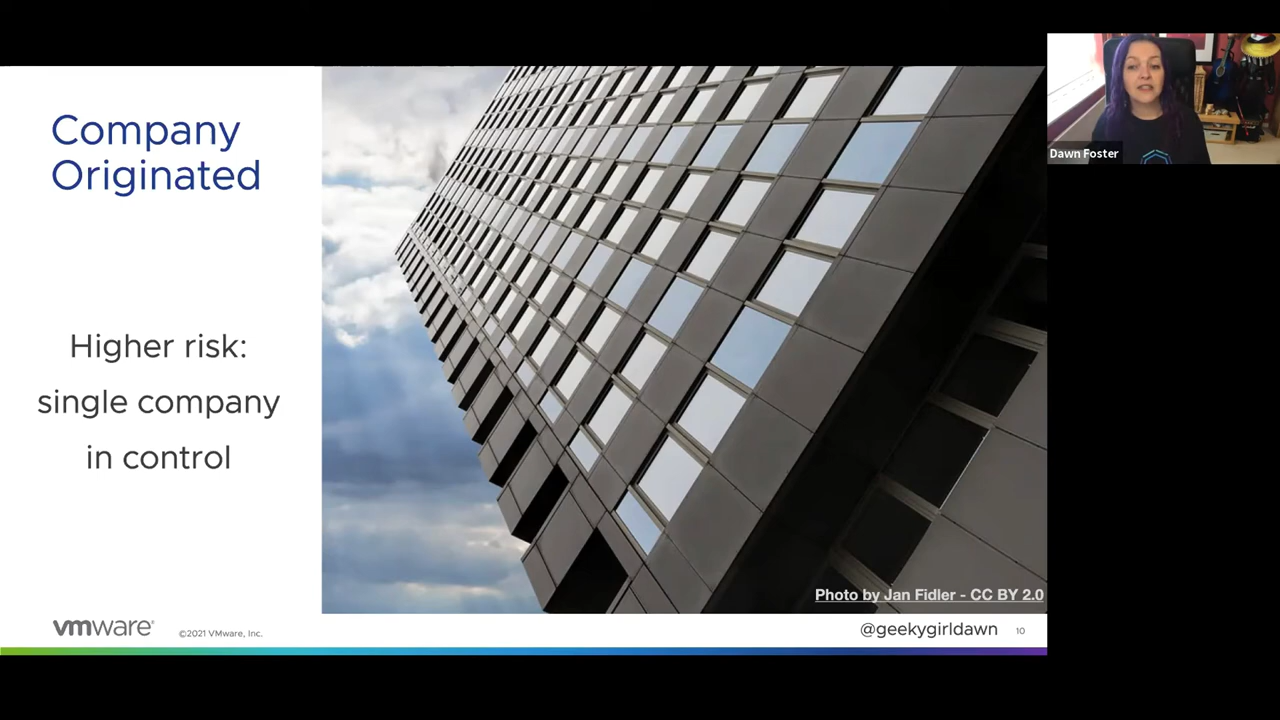 Company
Originated
Higher risk:
single company
in control
Photo by Jan Fidler - CC BY 2.0
vmware®
©2021 VMware, Inc.
@geekygirldawn
10
Dawn Foster